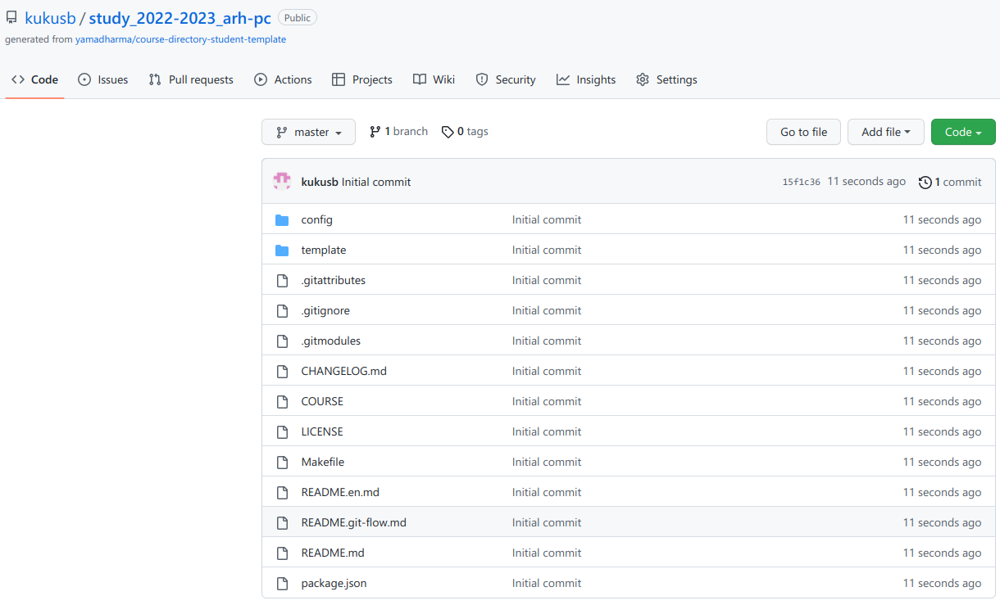 kukusb / study_2022-2023_arh-pc Public
generated from yamadharma/course-directory-student-template
Code Issues Pull requests Actions Projects Wiki Security Insights Settings
master 1 branch 0 tags Go to file Add file Code
kukusb Initial commit 15f1c36 11 seconds ago 1 commit
config Initial commit 11 seconds ago
template Initial commit 11 seconds ago
.gitattributes Initial commit 11 seconds ago
.gitignore Initial commit 11 seconds ago
.gitmodules Initial commit 11 seconds ago
CHANGELOG.md Initial commit 11 seconds ago
COURSE Initial commit 11 seconds ago
LICENSE Initial commit 11 seconds ago
Makefile Initial commit 11 seconds ago
README.en.md Initial commit 11 seconds ago
README.git-flow.md Initial commit 11 seconds ago
README.md Initial commit 11 seconds ago
package.json Initial commit 11 seconds ago